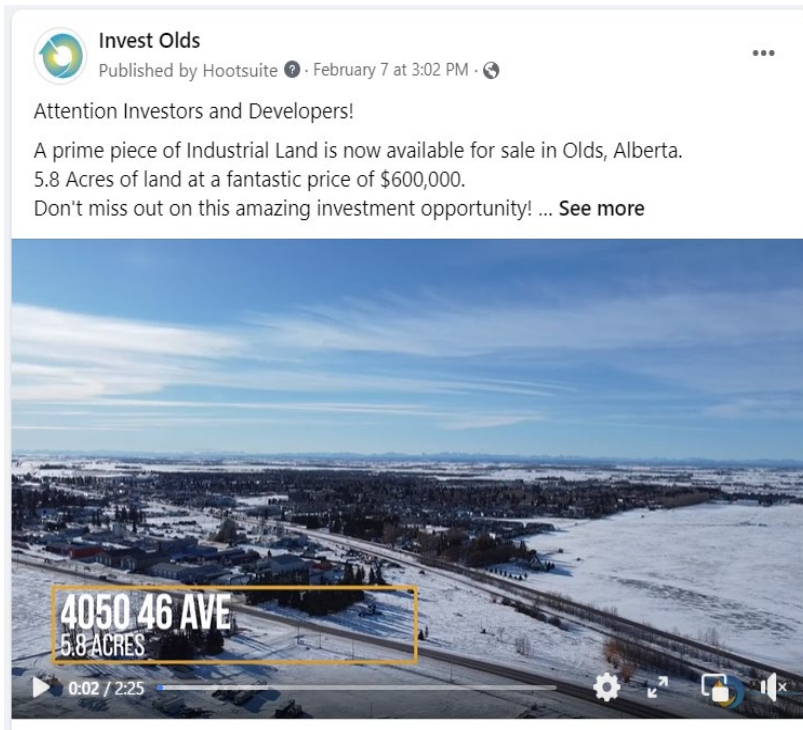 Invest Olds
Published by Hootsuite ? · February 7 at 3:02 PM ·
Attention Investors and Developers!
A prime piece of Industrial Land is now available for sale in Olds, Alberta.
5.8 Acres of land at a fantastic price of $600,000.
Don't miss out on this amazing investment opportunity! ... See more
4050 46 AVE
5.8 ACRES
0:02 / 2:25